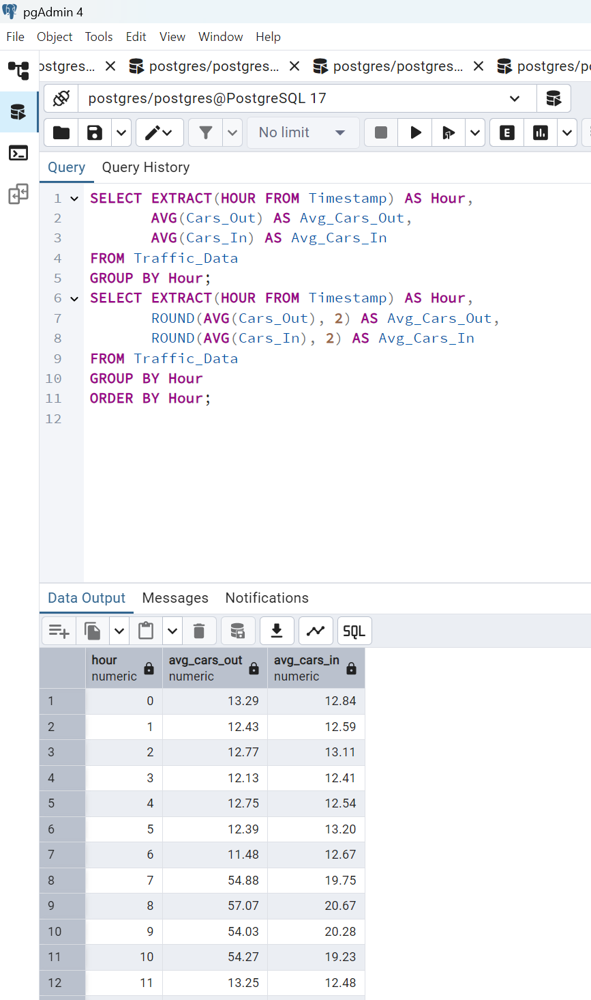 pgAdmin 4
File Object Tools Edit View Window Help
ostgres... postgres/postgres... postgres/postgres... postgres/p
postgres/postgres@PostgreSQL 17
No limit E
Query Query History
1 SELECT EXTRACT(HOUR FROM Timestamp) AS Hour,
2 AVG(Cars_Out) AS Avg_Cars_Out,
3 AVG(Cars_In) AS Avg_Cars_In
4 FROM Traffic_Data
5 GROUP BY Hour;
6 SELECT EXTRACT(HOUR FROM Timestamp) AS Hour,
7 ROUND(AVG(Cars_Out), 2) AS Avg_Cars_Out,
8 ROUND(AVG(Cars_In), 2) AS Avg_Cars_In
9 FROM Traffic_Data
10 GROUP BY Hour
11 ORDER BY Hour;
12
Data Output Messages Notifications
SQL
hour avg_cars_out avg_cars_in
numeric numeric numeric
1 0 13.29 12.84
2 1 12.43 12.59
3 2 12.77 13.11
4 3 12.13 12.41
5 4 12.75 12.54
6 5 12.39 13.20
7 6 11.48 12.67
8 7 54.88 19.75
9 8 57.07 20.67
10 9 54.03 20.28
11 10 54.27 19.23
12 11 13.25 12.48